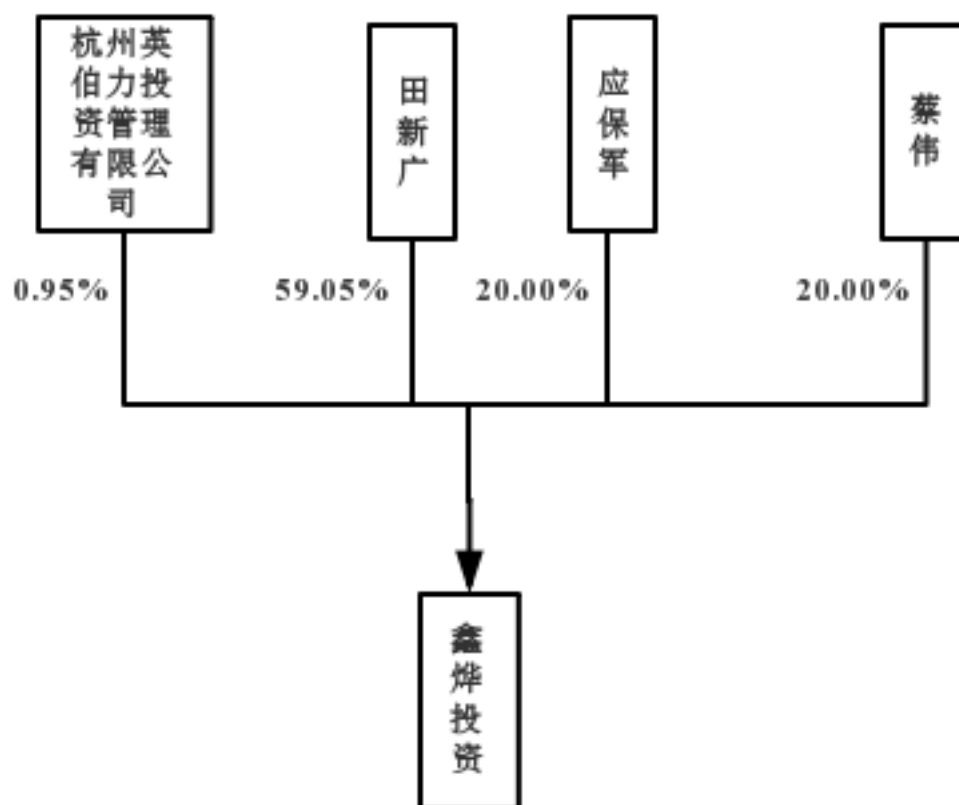 杭州英
伯力投
资管理
有限公
司
田
新
广
应
保
军
蔡
伟
0.95%
59.05%
20.00%
20.00%
鑫
烨
投
资